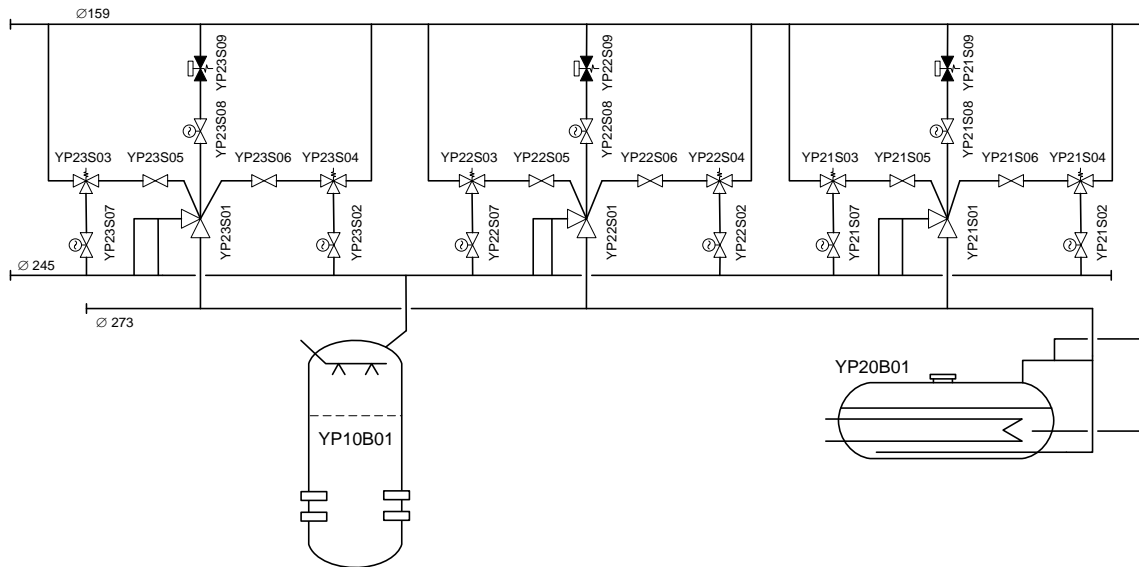 ∅159
YP23S09
YP22S09
YP21S09
YP23S08
YP22S08
YP21S08
YP23S03 YP23S05 YP23S06 YP23S04
YP22S03 YP22S05 YP22S06 YP22S04
YP21S03 YP21S05 YP21S06 YP21S04
YP23S07
YP23S01
YP23S02
YP22S07
YP22S01
YP22S02
YP21S07
YP21S01
YP21S02
∅ 245
∅ 273
YP20B01
YP10B01